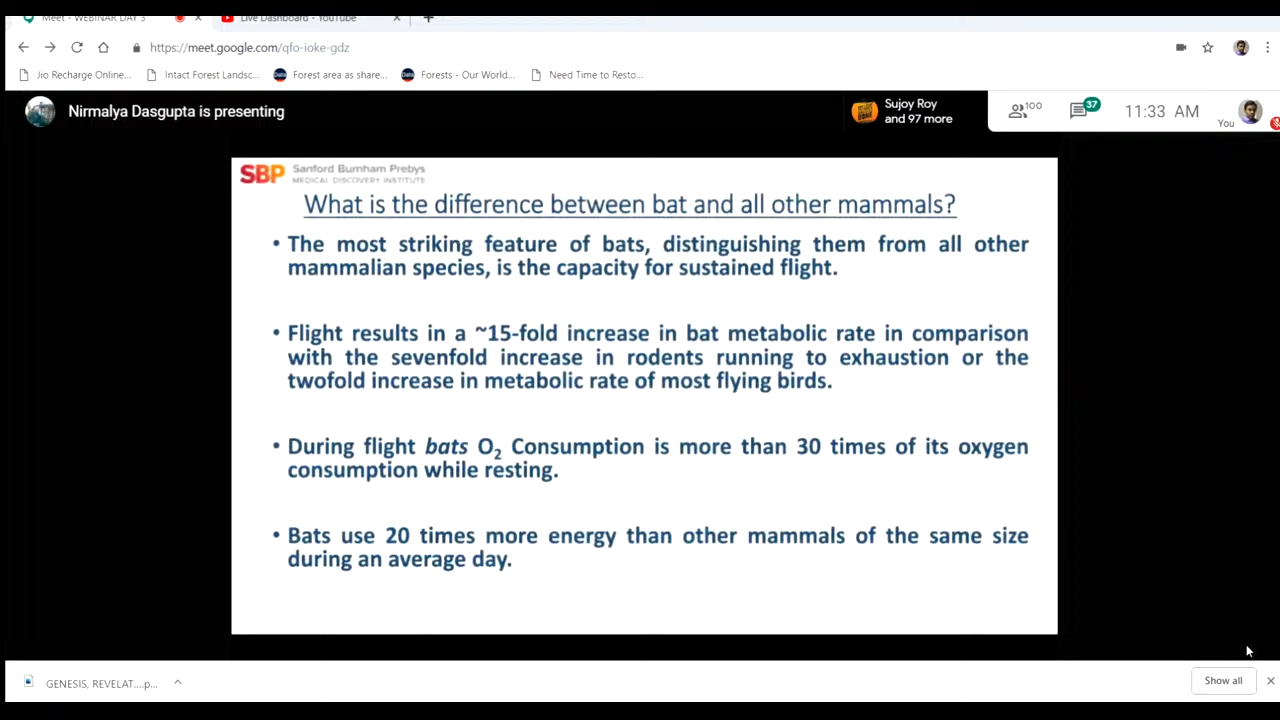 Meet - WEBINAR DAY 3
Live Dashboard - YouTube
https://meet.google.com/qfo-ioke-gdz
Jio Recharge Online...
Intact Forest Landsc...
Forest area as share...
Forests - Our World...
Need Time to Resto...
Nirmalya Dasgupta is presenting
Sujoy Roy
and 97 more
100
37
11:33 AM
You
SBP
Sanford Burnham Prebys
MEDICAL DISCOVERY INSTITUTE
What is the difference between bat and all other mammals?
• The most striking feature of bats, distinguishing them from all other
mammalian species, is the capacity for sustained flight.
• Flight results in a ~15-fold increase in bat metabolic rate in comparison
with the sevenfold increase in rodents running to exhaustion or the
twofold increase in metabolic rate of most flying birds.
• During flight bats O₂ Consumption is more than 30 times of its oxygen
consumption while resting.
• Bats use 20 times more energy than other mammals of the same size
during an average day.
GENESIS, REVELAT....p...
Show all